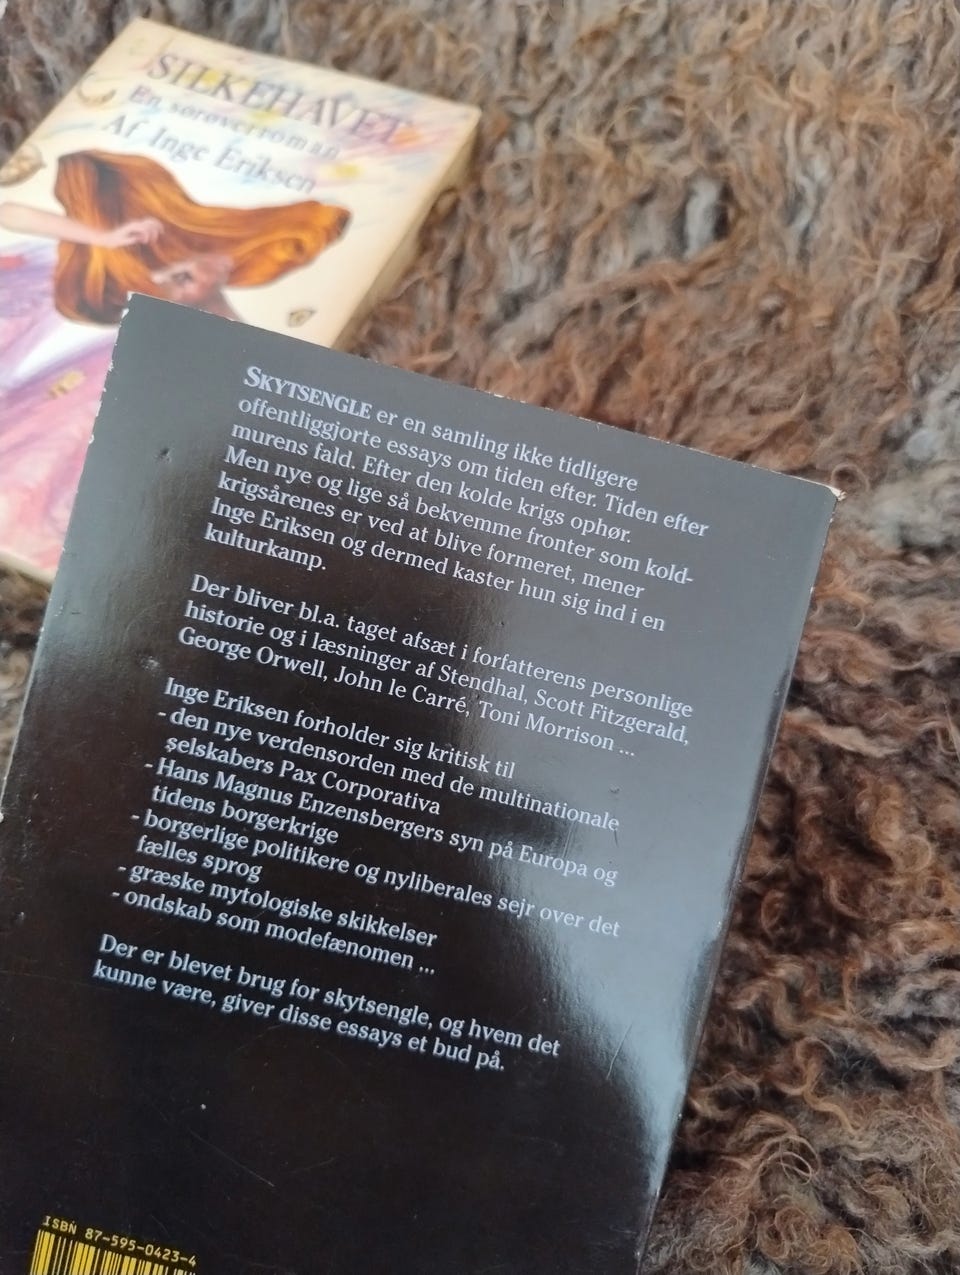 SILKEHAVET
En sørøverroman
Af Inge Eriksen
SKYTSENGLE er en samling ikke tidligere
offentliggjorte essays om tiden efter. Tiden efter
murens fald. Efter den kolde krigs ophør.
Men nye og lige så bekvemme fronter som kold-
krigsårenes er ved at blive formeret, mener
Inge Eriksen og dermed kaster hun sig ind i en
kulturkamp.
Der bliver bl.a. taget afsæt i forfatterens personlige
historie og i læsninger af Stendhal, Scott Fitzgerald,
George Orwell, John le Carré, Toni Morrison ...
Inge Eriksen forholder sig kritisk til
- den nye verdensorden med de multinationale
selskabers Pax Corporativa
- Hans Magnus Enzensbergers syn på Europa og
tidens borgerkrige
- borgerlige politikere og nyliberales sejr over det
fælles sprog
- græske mytologiske skikkelser
- ondskab som modefænomen ...
Der er blevet brug for skytsengle, og hvem det
kunne være, giver disse essays et bud på.
ISBN 87-595-0423-4